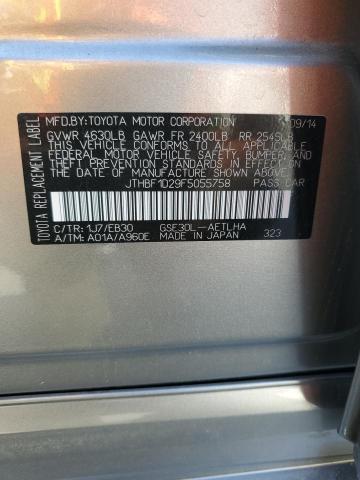 TOYOTA REPLACEMENT LABEL
MFD.BY:TOYOTA MOTOR CORPORATION 09/14
GVWR 4630LB GAWR FR 2400LB RR 2549LB
THIS VEHICLE CONFORMS TO ALL APPLICABLE
FEDERAL MOTOR VEHICLE SAFETY, BUMPER, AND
THEFT PREVENTION STANDARDS IN EFFECT ON
THE DATE OF MANUFACTURE SHOWN ABOVE.
JTHBF1D29F5055758 PASS CAR
C/TR: 1J7/EB30 GSE30L-AETLHA
A/TM: A01A/A960E MADE IN JAPAN 323